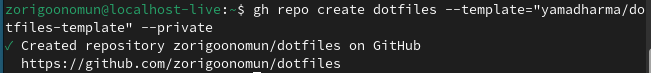 zorigoonomun@localhost-live:~$ gh repo create dotfiles --template="yamadharma/do
tfiles-template" --private
✓ Created repository zorigoonomun/dotfiles on GitHub
  https://github.com/zorigoonomun/dotfiles